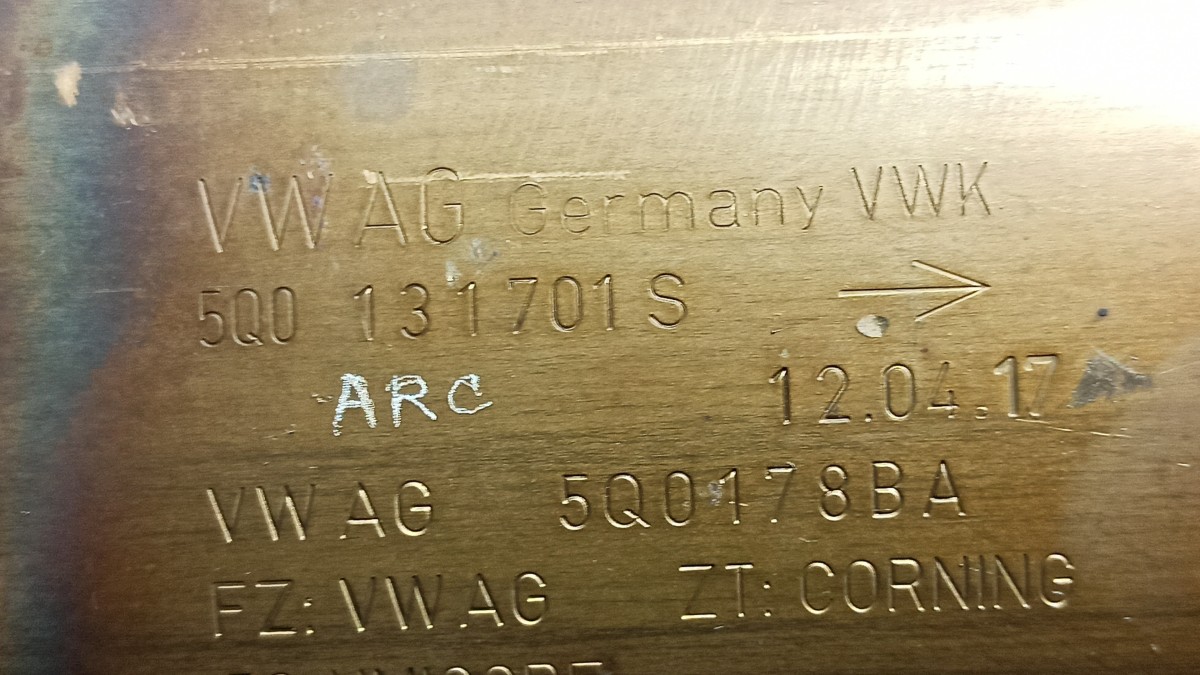 VW AG Germany VWK
5Q0 131701 S →
ARC 12.04.17
VW AG 5Q0178BA
FZ: VW AG ZT: CORNING